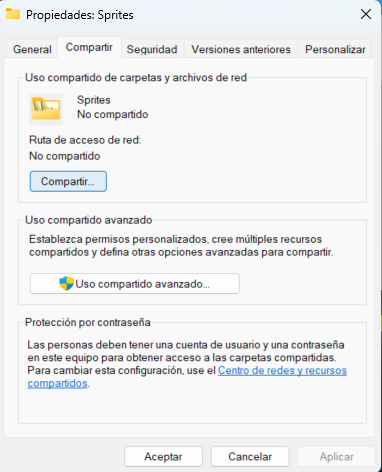 Propiedades: Sprites
General
Compartir
Seguridad
Versiones anteriores
Personalizar
Uso compartido de carpetas y archivos de red
Sprites
No compartido
Ruta de acceso de red:
No compartido
Compartir...
Uso compartido avanzado
Establezca permisos personalizados, cree múltiples recursos
compartidos y defina otras opciones avanzadas para compartir.
Uso compartido avanzado...
Protección por contraseña
Las personas deben tener una cuenta de usuario y una contraseña
en este equipo para obtener acceso a las carpetas compartidas.
Para cambiar esta configuración, use el Centro de redes y recursos
compartidos.
Aceptar
Cancelar
Aplicar